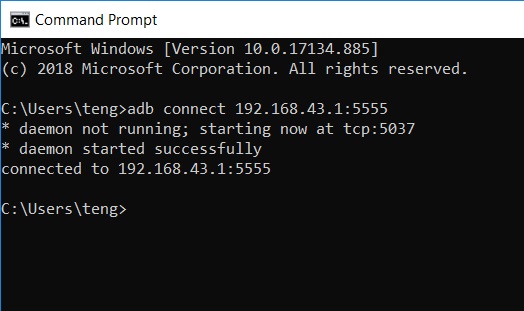 Command Prompt
Microsoft Windows [Version 10.0.17134.885]
(c) 2018 Microsoft Corporation. All rights reserved.
C:\Users\teng>adb connect 192.168.43.1:5555
* daemon not running; starting now at tcp:5037
* daemon started successfully
connected to 192.168.43.1:5555
C:\Users\teng>